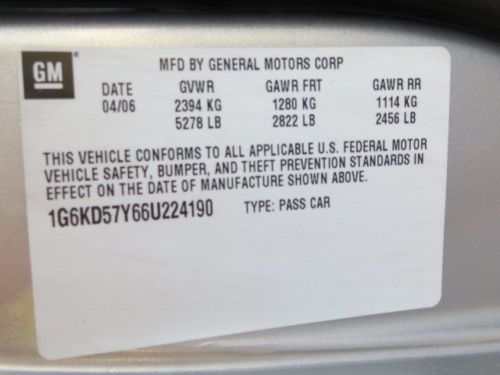 GM
MFD BY GENERAL MOTORS CORP
DATE GVWR GAWR FRT GAWR RR
04/06 2394 KG 1280 KG 1114 KG
5278 LB 2822 LB 2456 LB
THIS VEHICLE CONFORMS TO ALL APPLICABLE U.S. FEDERAL MOTOR
VEHICLE SAFETY, BUMPER, AND THEFT PREVENTION STANDARDS IN
EFFECT ON THE DATE OF MANUFACTURE SHOWN ABOVE.
1G6KD57Y66U224190 TYPE: PASS CAR